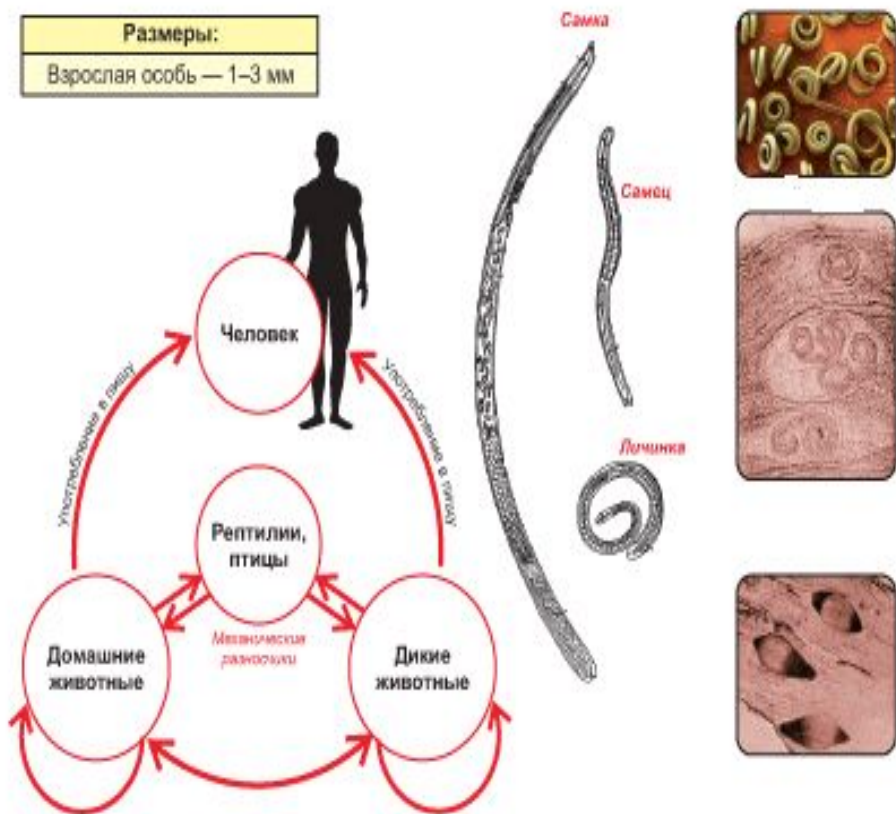 Размеры:
Взрослая особь — 1–3 мм
Самка
Самец
Личинка
Человек
Употребление в пищу
Употребление в пищу
Рептилии,
птицы
Механические
разносчики
Домашние
животные
Дикие
животные